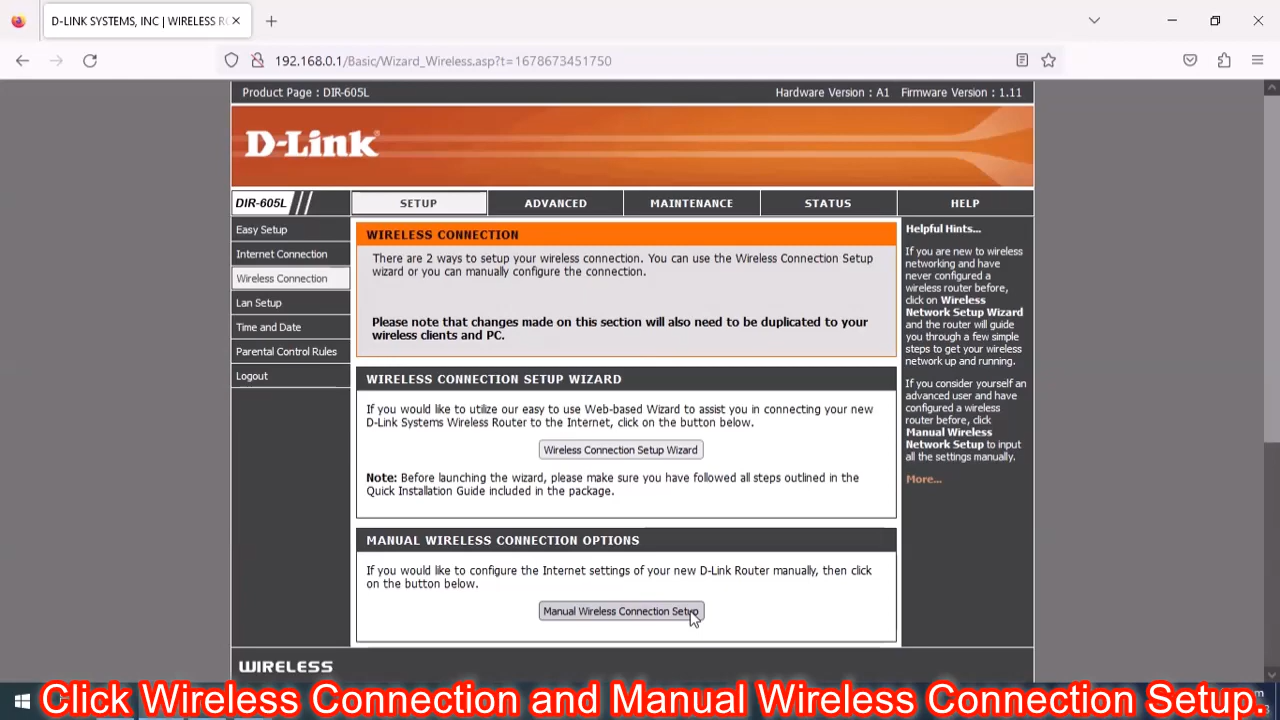 D-LINK SYSTEMS, INC | WIRELESS RO
192.168.0.1/Basic/Wizard_Wireless.asp?t=1678673451750
Product Page : DIR-605L
Hardware Version : A1
Firmware Version : 1.11
D-Link
DIR-605L
SETUP
ADVANCED
MAINTENANCE
STATUS
HELP
Easy Setup
Internet Connection
Wireless Connection
Lan Setup
Time and Date
Parental Control Rules
Logout
WIRELESS CONNECTION
There are 2 ways to setup your wireless connection. You can use the Wireless Connection Setup
wizard or you can manually configure the connection.
Please note that changes made on this section will also need to be duplicated to your
wireless clients and PC.
WIRELESS CONNECTION SETUP WIZARD
If you would like to utilize our easy to use Web-based Wizard to assist you in connecting your new
D-Link Systems Wireless Router to the Internet, click on the button below.
Wireless Connection Setup Wizard
Note: Before launching the wizard, please make sure you have followed all steps outlined in the
Quick Installation Guide included in the package.
MANUAL WIRELESS CONNECTION OPTIONS
If you would like to configure the Internet settings of your new D-Link Router manually, then click
on the button below.
Manual Wireless Connection Setup
Helpful Hints...
If you are new to wireless
networking and have
never configured a
wireless router before,
click on Wireless
Network Setup Wizard
and the router will guide
you through a few simple
steps to get your wireless
network up and running.
If you consider yourself an
advanced user and have
configured a wireless
router before, click
Manual Wireless
Network Setup to input
all the settings manually.
More...
WIRELESS
Click Wireless Connection and Manual Wireless Connection Setup.